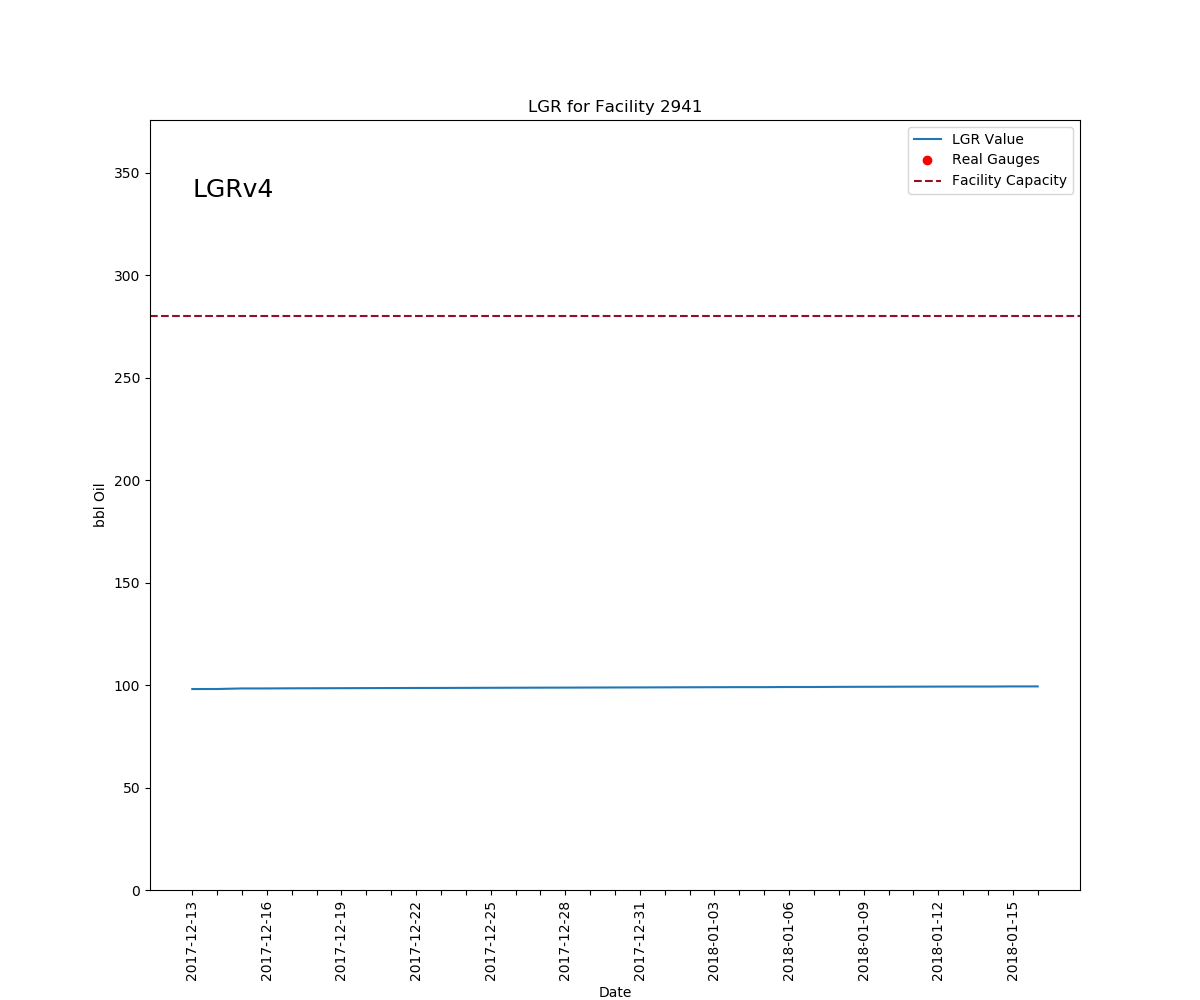 LGR for Facility 2941
LGRv4
LGR Value
Real Gauges
Facility Capacity
350
300
250
200
150
100
50
0
bbl Oil
2017-12-13
2017-12-16
2017-12-19
2017-12-22
2017-12-25
2017-12-28
2017-12-31
2018-01-03
2018-01-06
2018-01-09
2018-01-12
2018-01-15
Date